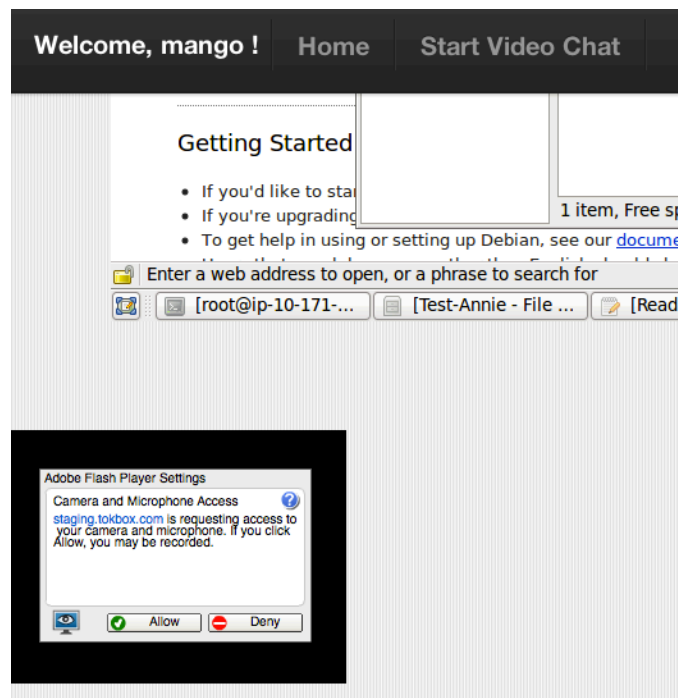 Welcome, mango ! Home Start Video Chat
Getting Started
If you'd like to star
If you're upgrading
1 item, Free sp
To get help in using or setting up Debian, see our docume
Enter a web address to open, or a phrase to search for
[root@ip-10-171-... [Test-Annie - File ... [Read
Adobe Flash Player Settings
Camera and Microphone Access
staging.tokbox.com is requesting access to
your camera and microphone. If you click
Allow, you may be recorded.
Allow Deny